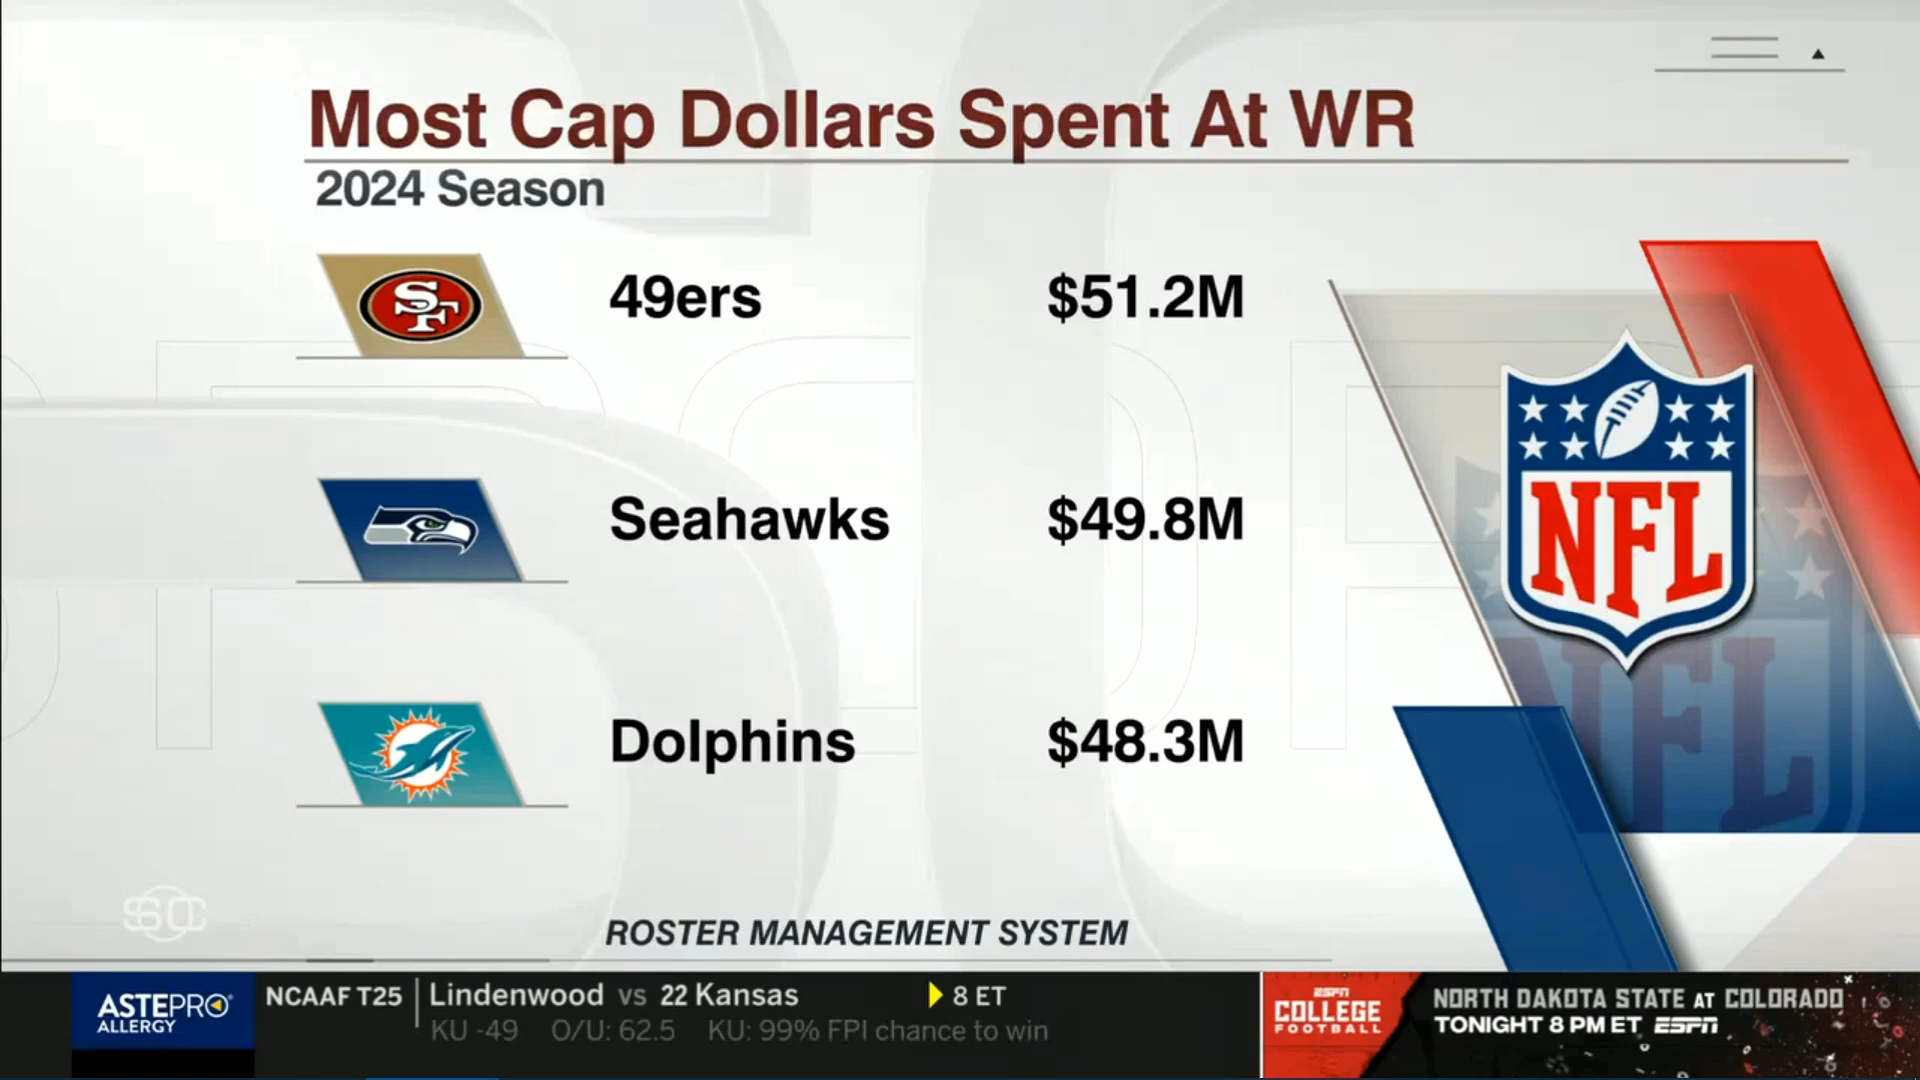 Most Cap Dollars Spent At WR
2024 Season
SF
49ers $51.2M
Seahawks $49.8M
Dolphins $48.3M
NFL
SC
ROSTER MANAGEMENT SYSTEM
ASTEPRO
ALLERGY
NCAAF T25
Lindenwood vs 22 Kansas 8 ET
KU -49 O/U: 62.5 KU: 99% FPI chance to win
ESPN
COLLEGE
FOOTBALL
NORTH DAKOTA STATE AT COLORADO
TONIGHT 8 PM ET ESPN